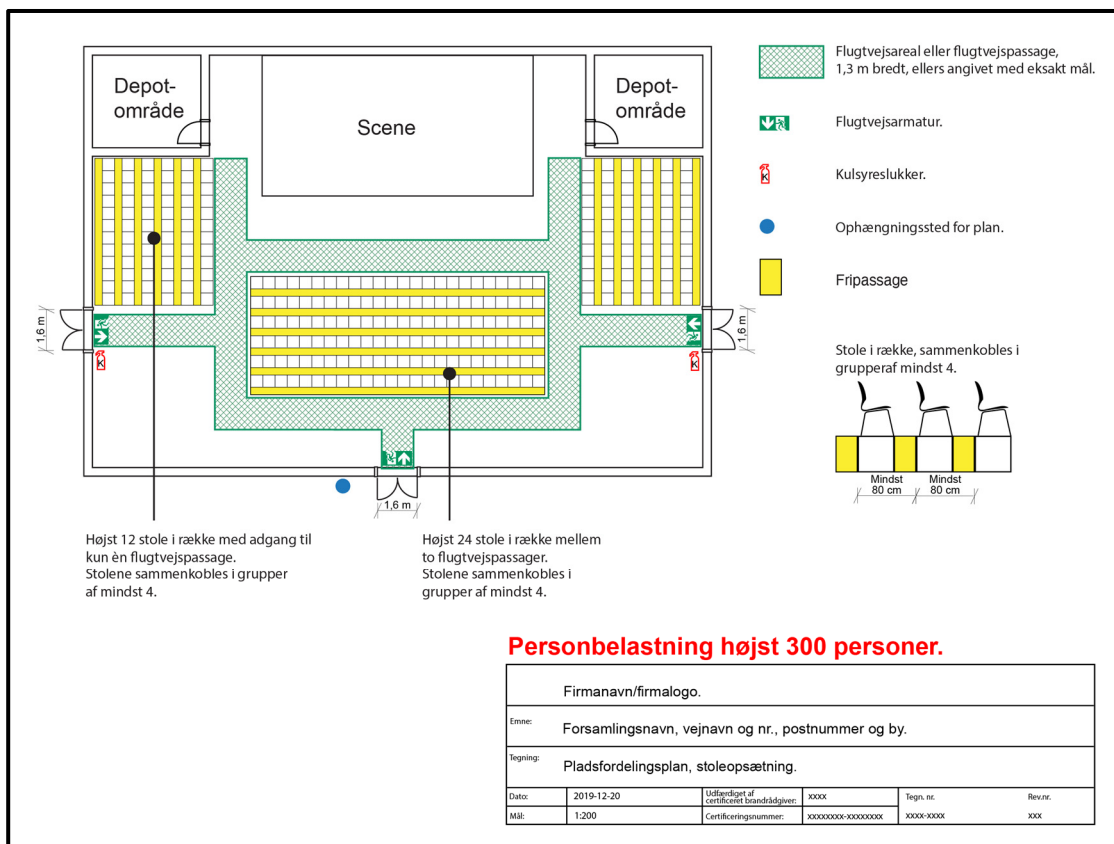 Depot-
område
Scene
Depot-
område
1,6 m
K
K
1,6 m
1,6 m
Højst 12 stole i række med adgang til
kun èn flugtvejspassage.
Stolene sammenkobles i grupper
af mindst 4.
Højst 24 stole i række mellem
to flugtvejspassager.
Stolene sammenkobles i
grupper af mindst 4.
Flugtvejsareal eller flugtvejspassage,
1,3 m bredt, ellers angivet med eksakt mål.
Flugtvejsarmatur.
K
Kulsyreslukker.
Ophængningssted for plan.
Fripassage
Stole i række, sammenkobles i
grupperaf mindst 4.
Mindst
80 cm
Mindst
80 cm
Personbelastning højst 300 personer.
Firmanavn/firmalogo.
Emne: Forsamlingsnavn, vejnavn og nr., postnummer og by.
Tegning: Pladsfordelingsplan, stoleopsætning.
Dato: 2019-12-20 Udfærdiget af certificeret brandrådgiver: xxxx Tegn. nr. Rev.nr.
Mål: 1:200 Certificeringsnummer: xxxxxxxx-xxxxxxxx xxxx-xxxx xxx